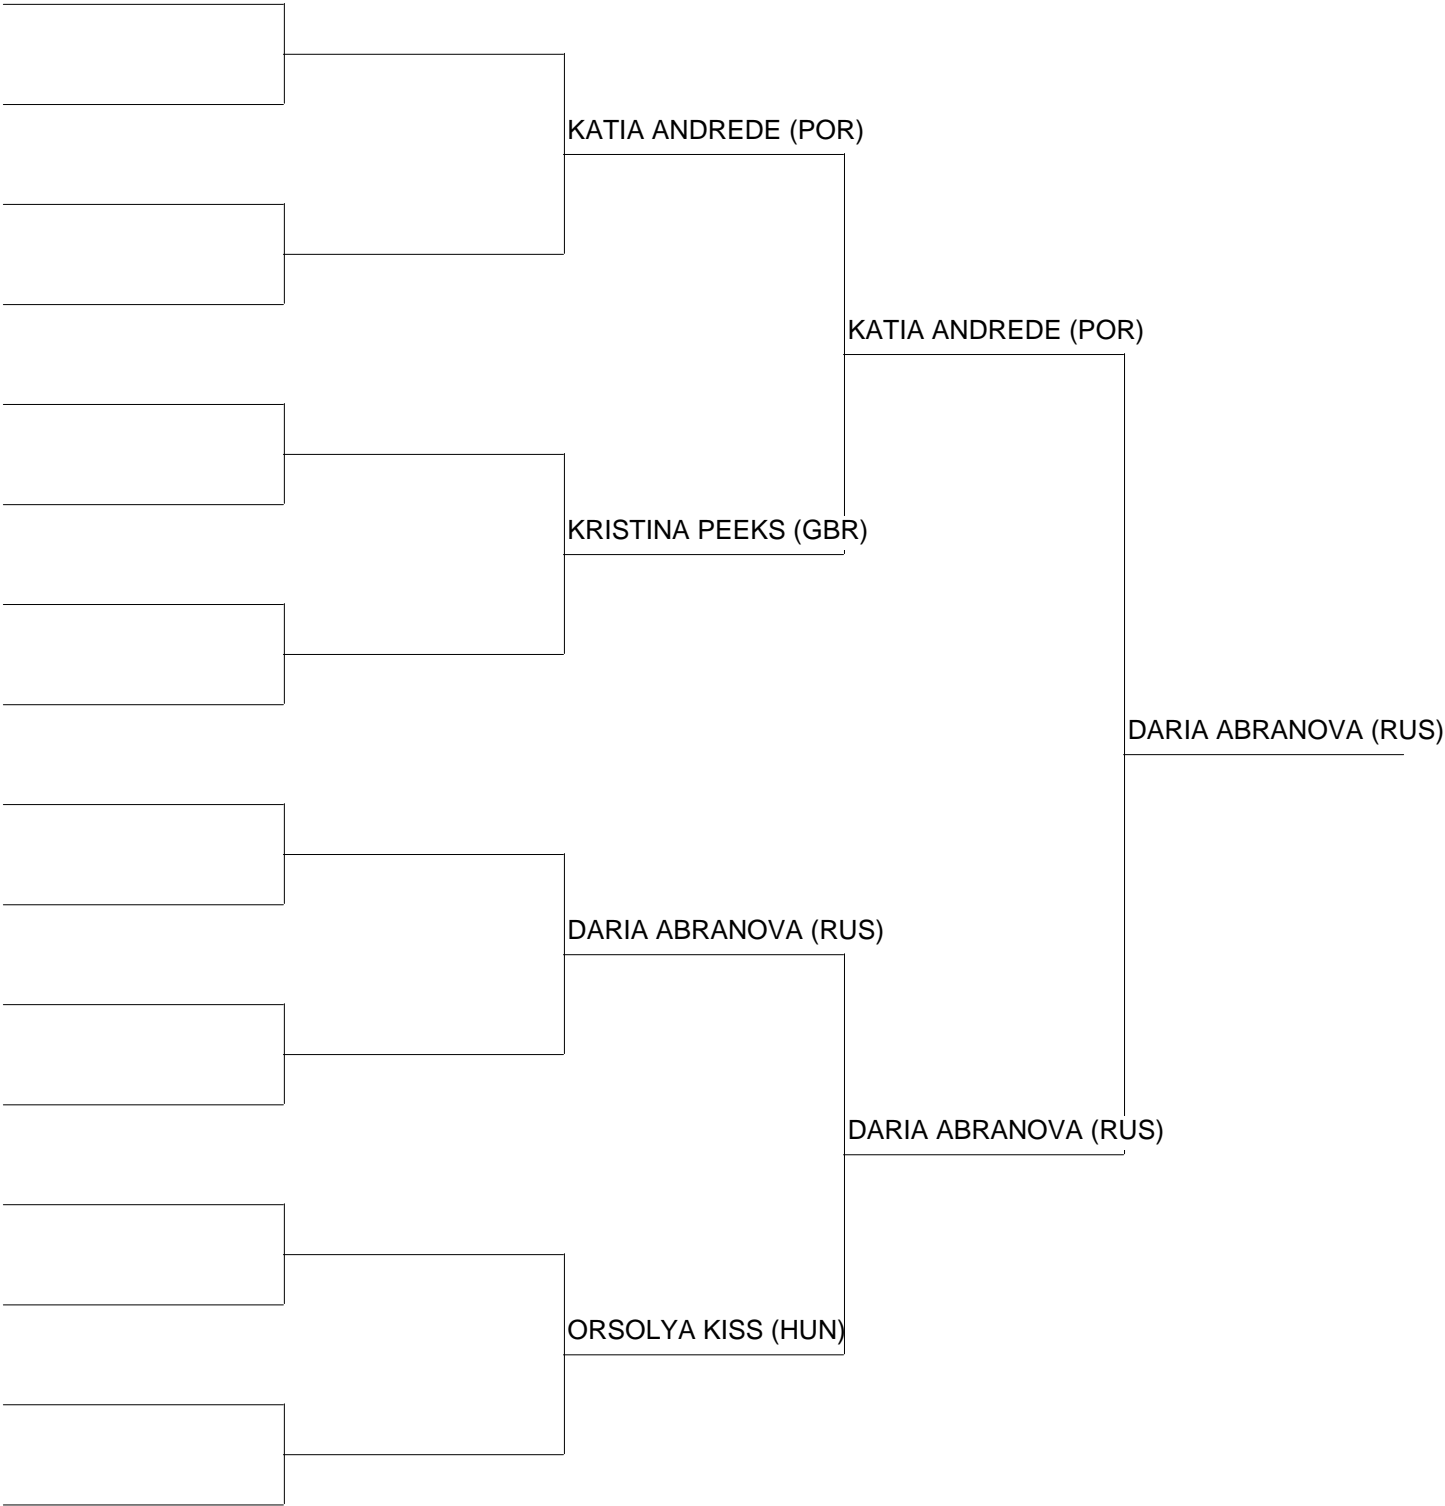 KATIA ANDREDE (POR)
KATIA ANDREDE (POR)
KRISTINA PEEKS (GBR)
DARIA ABRANOVA (RUS)
DARIA ABRANOVA (RUS)
DARIA ABRANOVA (RUS)
ORSOLYA KISS (HUN)